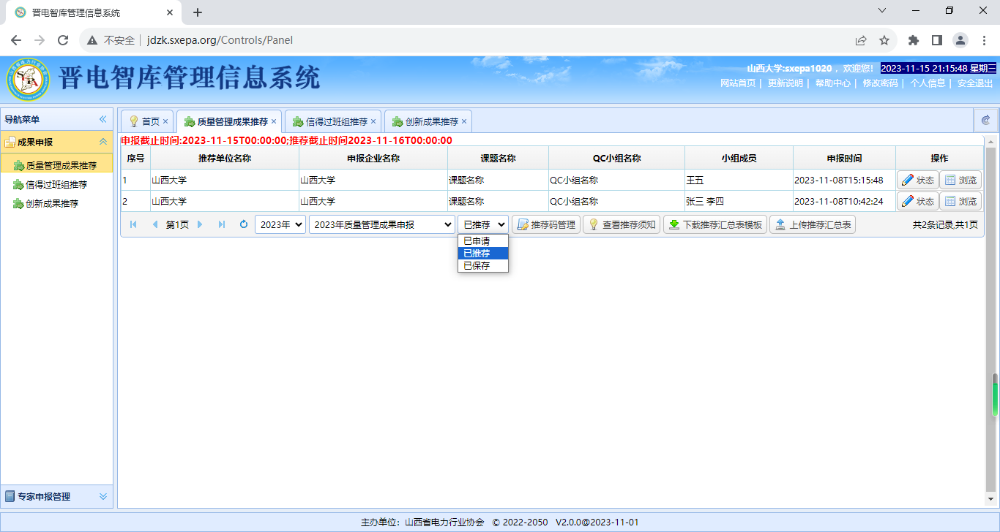 晋电智库管理信息系统
不安全 jdzk.sxepa.org/Controls/Panel
晋电智库管理信息系统
山西大学:sxepa1020 ，欢迎您! 2023-11-15 21:15:48 星期三
网站首页 | 更新说明 | 帮助中心 | 修改密码 | 个人信息 | 安全退出
导航菜单
成果申报
质量管理成果推荐
信得过班组推荐
创新成果推荐
专家申报管理
首页 质量管理成果推荐 信得过班组推荐 创新成果推荐
申报截止时间:2023-11-15T00:00:00;推荐截止时间2023-11-16T00:00:00
序号 推荐单位名称 申报企业名称 课题名称 QC小组名称 小组成员 申报时间 操作
1 山西大学 山西大学 课题名称 QC小组名称 王五 2023-11-08T15:15:48 状态 浏览
2 山西大学 山西大学 课题名称 QC小组名称 张三 李四 2023-11-08T10:42:24 状态 浏览
第1页 2023年 2023年质量管理成果申报 已推荐 推荐码管理 查看推荐须知 下载推荐汇总表模板 上传推荐汇总表 共2条记录,共1页
已申请
已推荐
已保存
主办单位：山西省电力行业协会 © 2022-2050 V2.0.0@2023-11-01